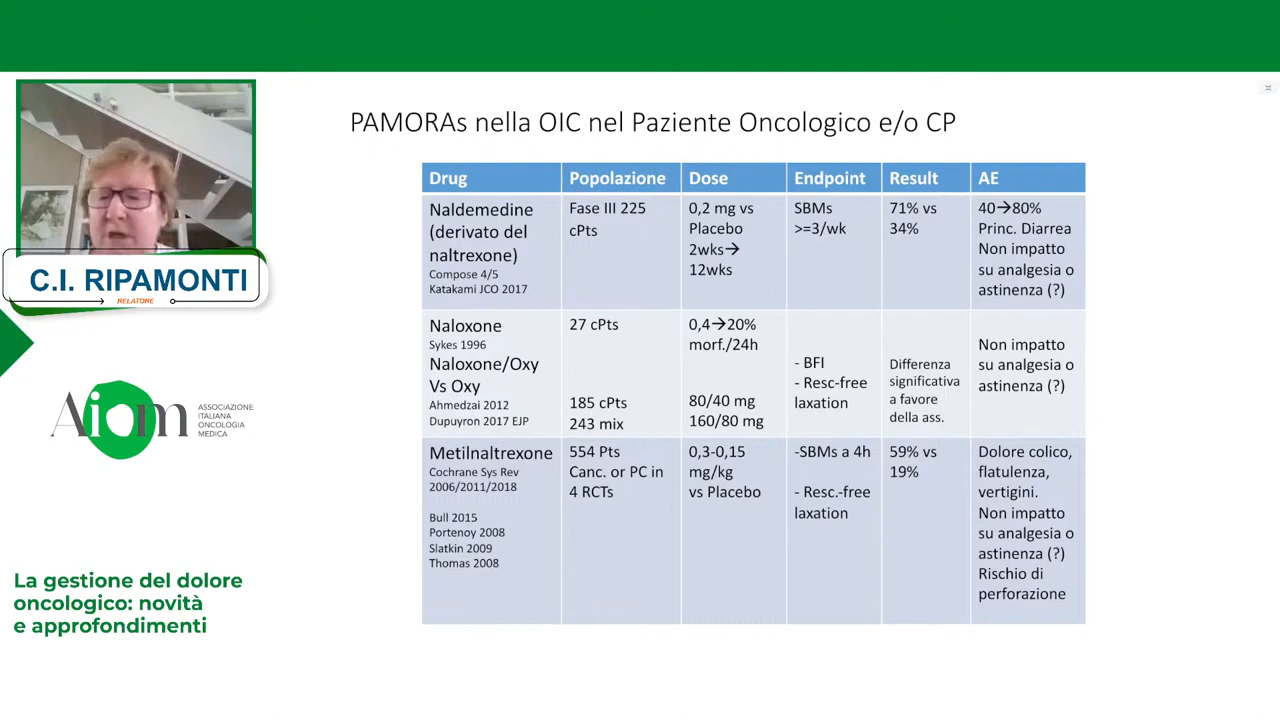 PAMORAs nella OIC nel Paziente Oncologico e/o CP
C.I. RIPAMONTI
RELATORE
Aiom
ASSOCIAZIONE
ITALIANA
ONCOLOGIA
MEDICA
La gestione del dolore
oncologico: novità
e approfondimenti
Drug
Popolazione
Dose
Endpoint
Result
AE
Naldemedine
(derivato del
naltrexone)
Compose 4/5
Katakami JCO 2017
Fase III 225
cPts
0,2 mg vs
Placebo
2wks→
12wks
SBMs
>=3/wk
71% vs
34%
40→80%
Princ. Diarrea
Non impatto
su analgesia o
astinenza (?)
Naloxone
Sykes 1996
Naloxone/Oxy
Vs Oxy
Ahmedzai 2012
Dupuyron 2017 EJP
27 cPts
185 cPts
243 mix
0,4→20%
morf./24h
80/40 mg
160/80 mg
- BFI
- Resc-free
laxation
Differenza
significativa
a favore
della ass.
Non impatto
su analgesia o
astinenza (?)
Metilnaltrexone
Cochrane Sys Rev
2006/2011/2018
Bull 2015
Portenoy 2008
Slatkin 2009
Thomas 2008
554 Pts
Canc. or PC in
4 RCTs
0,3-0,15
mg/kg
vs Placebo
-SBMs a 4h
- Resc.-free
laxation
59% vs
19%
Dolore colico,
flatulenza,
vertigini.
Non impatto
su analgesia o
astinenza (?)
Rischio di
perforazione